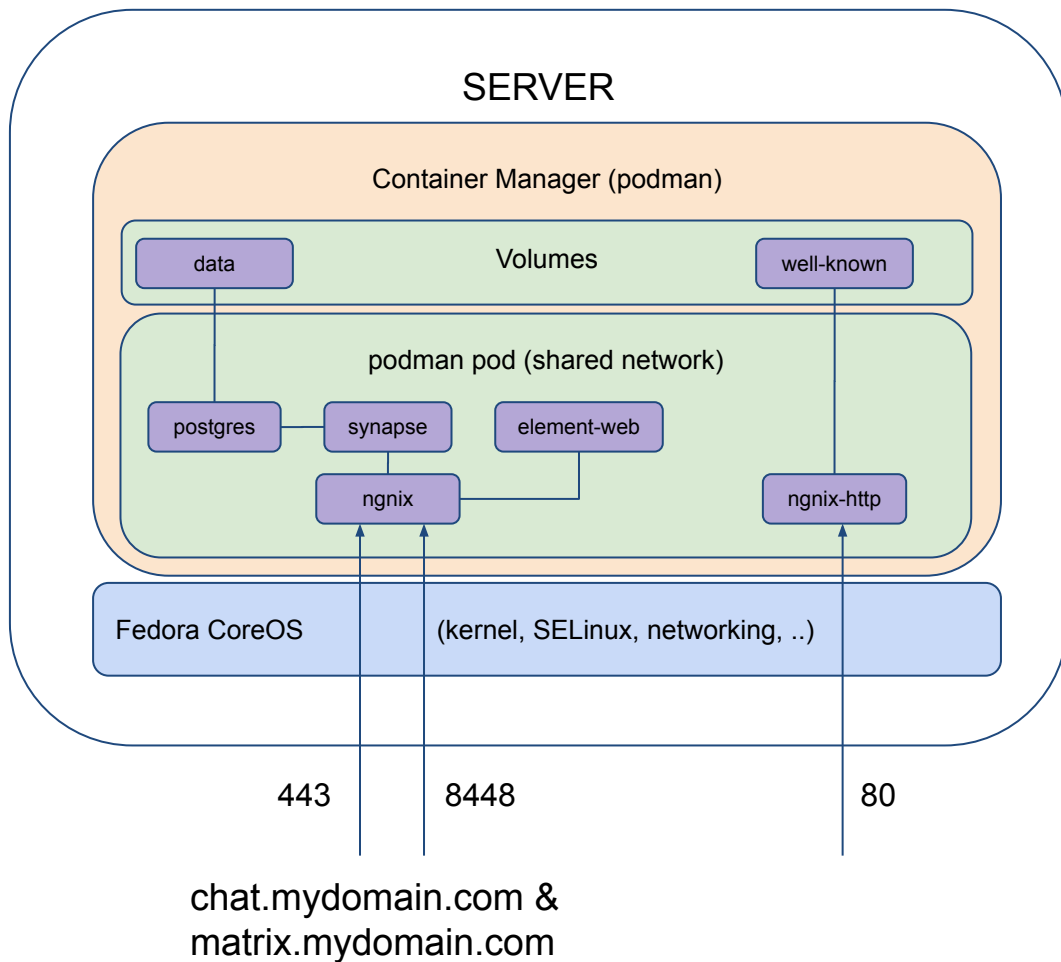 SERVER
Container Manager (podman)
data
Volumes
well-known
podman pod (shared network)
postgres
synapse
element-web
ngnix
ngnix-http
Fedora CoreOS
(kernel, SELinux, networking, ..)
443
8448
80
chat.mydomain.com &
matrix.mydomain.com